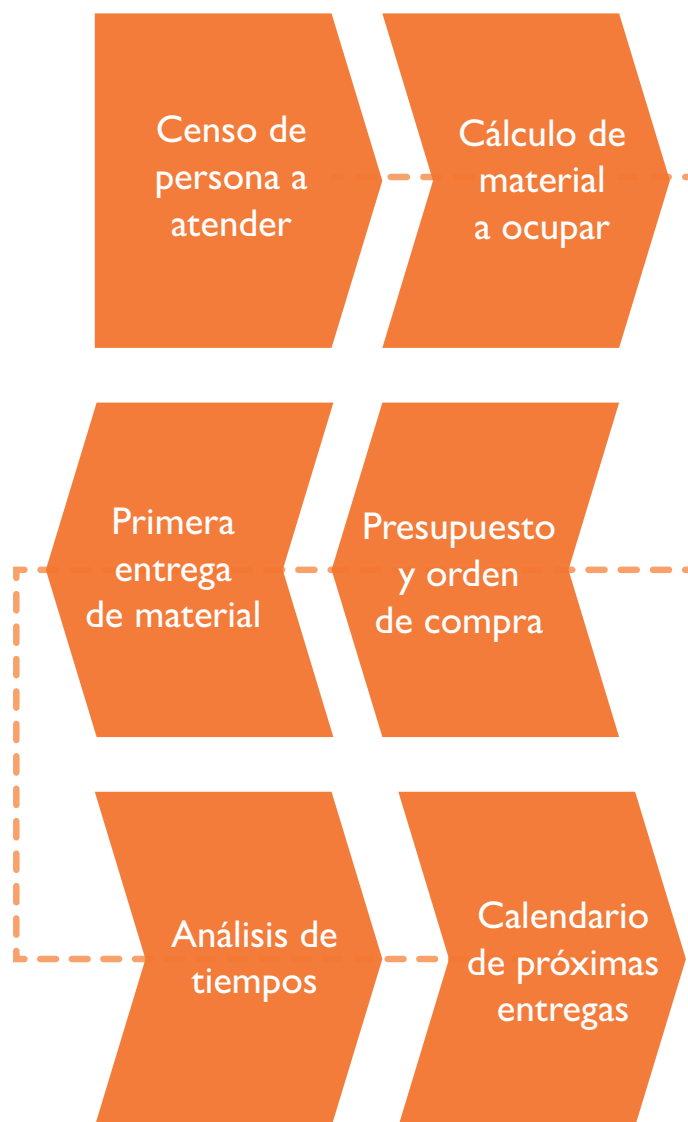 Censo de
persona a
atender
Cálculo de
material
a ocupar
Presupuesto
y orden
de compra
Primera
entrega
de material
Análisis de
tiempos
Calendario
de próximas
entregas